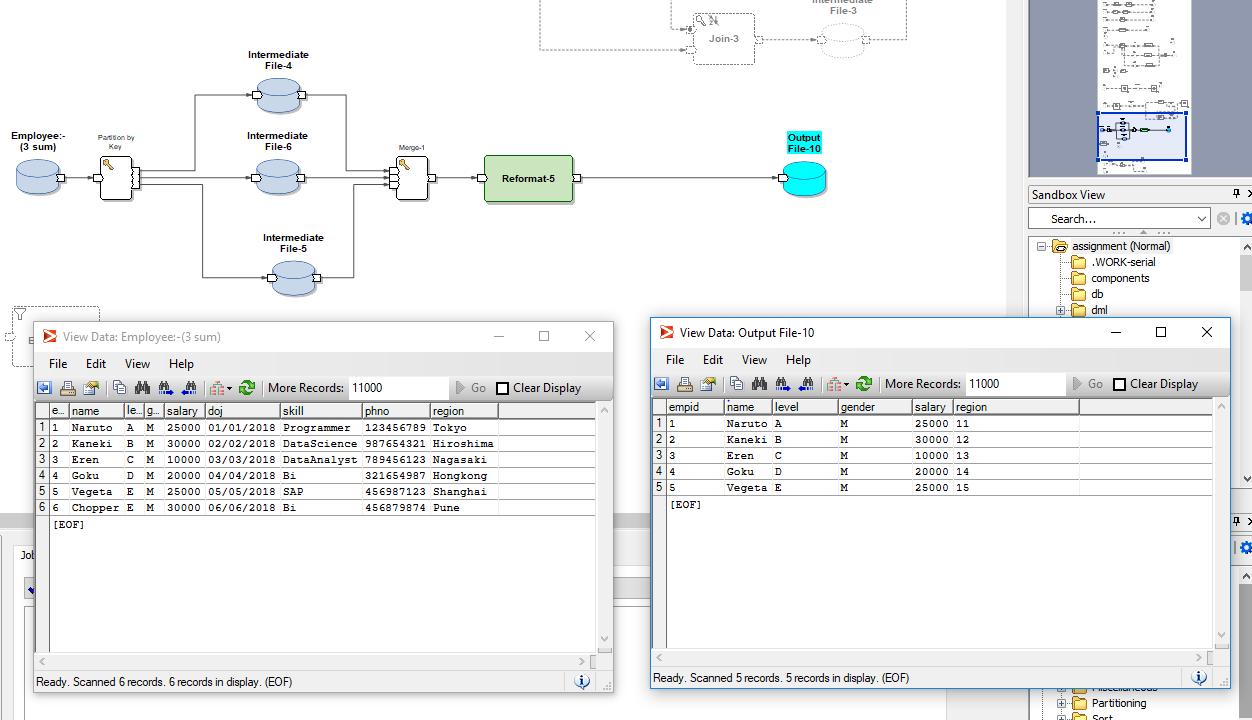 Intermediate
File-3
Join-3
Intermediate
File-4
Employee:-
(3 sum)
Partition by
Key
Intermediate
File-6
Merge-1
Reformat-5
Output
File-10
Intermediate
File-5
Sandbox View
Search...
assignment (Normal)
.WORK-serial
components
db
dml
View Data: Employee:-(3 sum)
File Edit View Help
More Records: 11000 Go Clear Display
e... name le... g... salary doj skill phno region
1 1 Naruto A M 25000 01/01/2018 Programmer 123456789 Tokyo
2 2 Kaneki B M 30000 02/02/2018 DataScience 987654321 Hiroshima
3 3 Eren C M 10000 03/03/2018 DataAnalyst 789456123 Nagasaki
4 4 Goku D M 20000 04/04/2018 Bi 321654987 Hongkong
5 5 Vegeta E M 25000 05/05/2018 SAP 456987123 Shanghai
6 6 Chopper E M 30000 06/06/2018 Bi 456879874 Pune
[EOF]
Ready. Scanned 6 records. 6 records in display. (EOF)
View Data: Output File-10
File Edit View Help
More Records: 11000 Go Clear Display
empid name level gender salary region
1 1 Naruto A M 25000 11
2 2 Kaneki B M 30000 12
3 3 Eren C M 10000 13
4 4 Goku D M 20000 14
5 5 Vegeta E M 25000 15
[EOF]
Ready. Scanned 5 records. 5 records in display. (EOF)
Miscellaneous
Partitioning
Sort